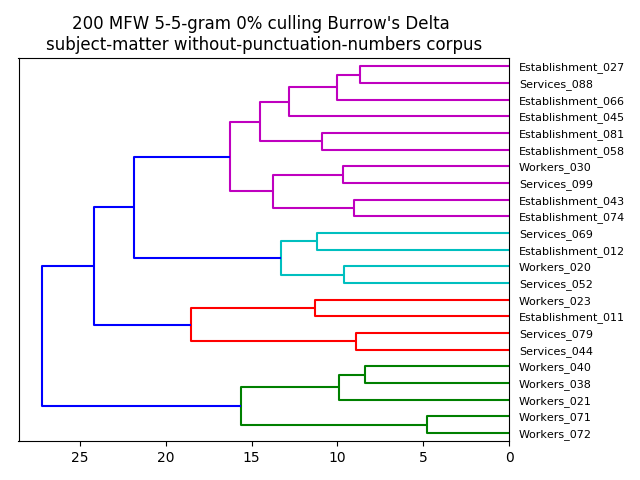 200 MFW 5-5-gram 0% culling Burrow's Delta
subject-matter without-punctuation-numbers corpus
Establishment_027
Services_088
Establishment_066
Establishment_045
Establishment_081
Establishment_058
Workers_030
Services_099
Establishment_043
Establishment_074
Services_069
Establishment_012
Workers_020
Services_052
Workers_023
Establishment_011
Services_079
Services_044
Workers_040
Workers_038
Workers_021
Workers_071
Workers_072
25 20 15 10 5 0